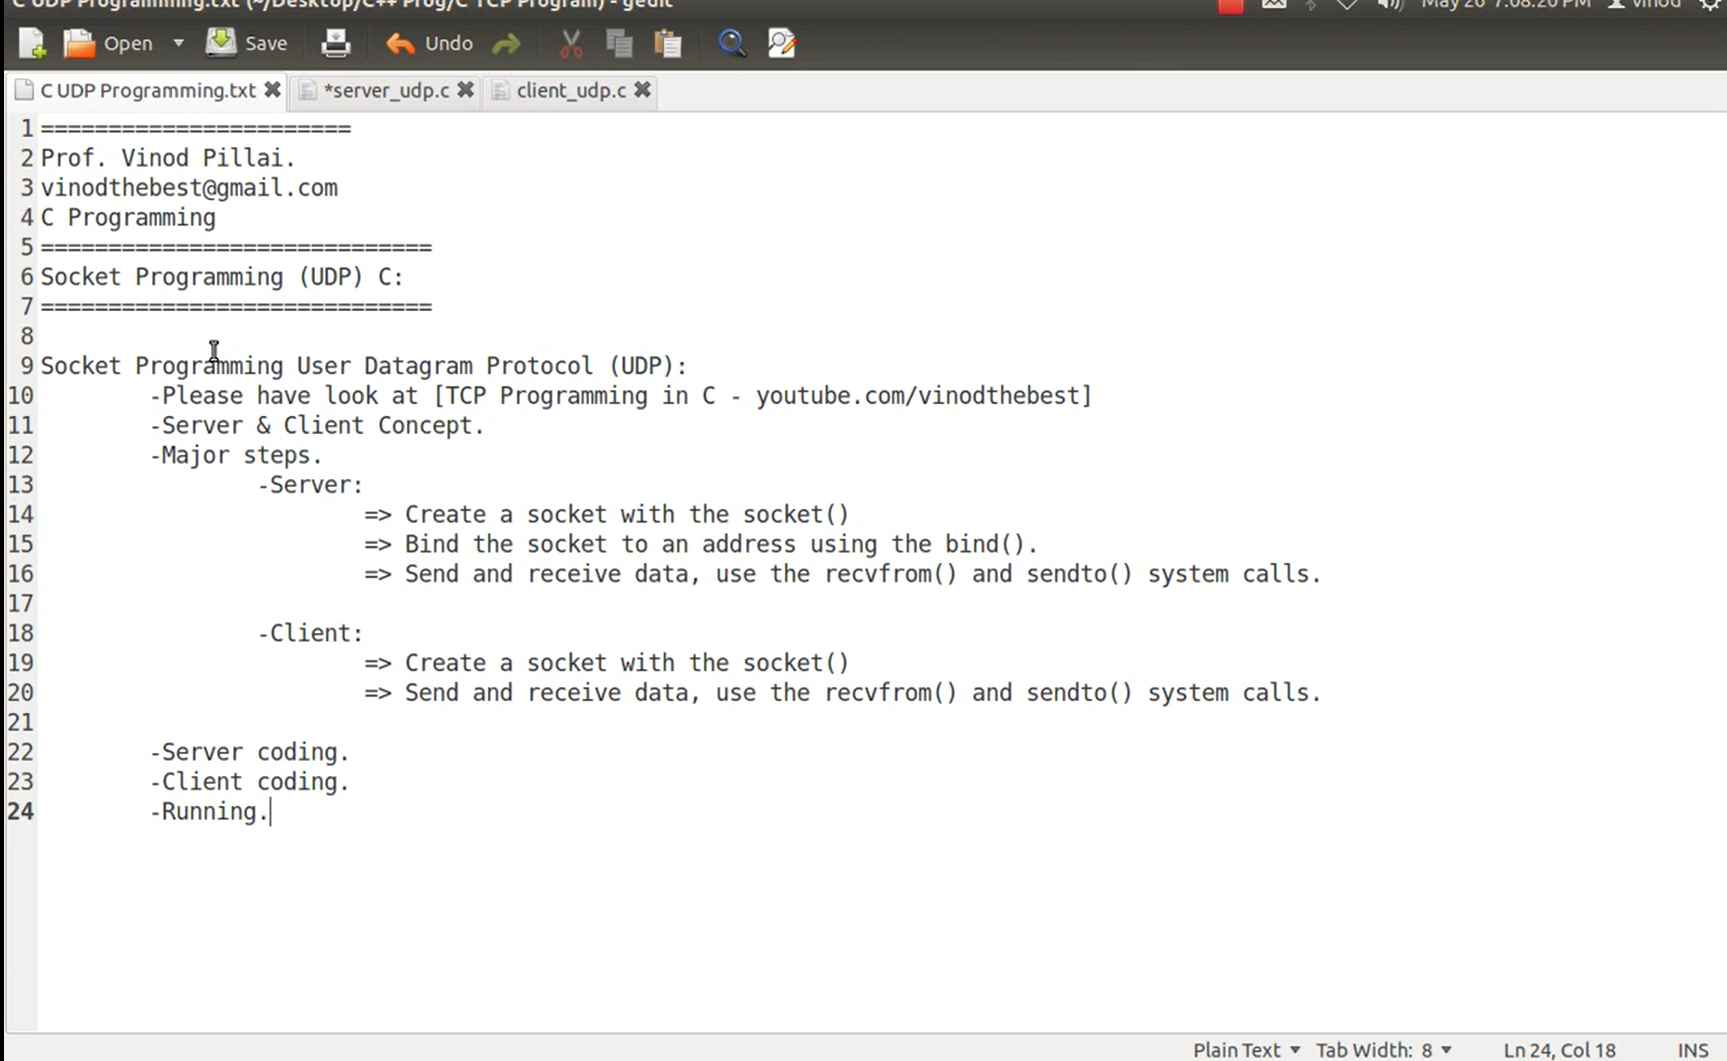 C UDP Programming.txt (~/Desktop/C++ Prog/C TCP Program) - gedit May 26 7:08:20 PM vinod
Open Save Undo
C UDP Programming.txt *server_udp.c client_udp.c
1 =======================
2 Prof. Vinod Pillai.
3 vinodthebest@gmail.com
4 C Programming
5 =============================
6 Socket Programming (UDP) C:
7 =============================
8
9 Socket Programming User Datagram Protocol (UDP):
10 -Please have look at [TCP Programming in C - youtube.com/vinodthebest]
11 -Server & Client Concept.
12 -Major steps.
13 -Server:
14 => Create a socket with the socket()
15 => Bind the socket to an address using the bind().
16 => Send and receive data, use the recvfrom() and sendto() system calls.
17
18 -Client:
19 => Create a socket with the socket()
20 => Send and receive data, use the recvfrom() and sendto() system calls.
21
22 -Server coding.
23 -Client coding.
24 -Running.
Plain Text Tab Width: 8 Ln 24, Col 18 INS